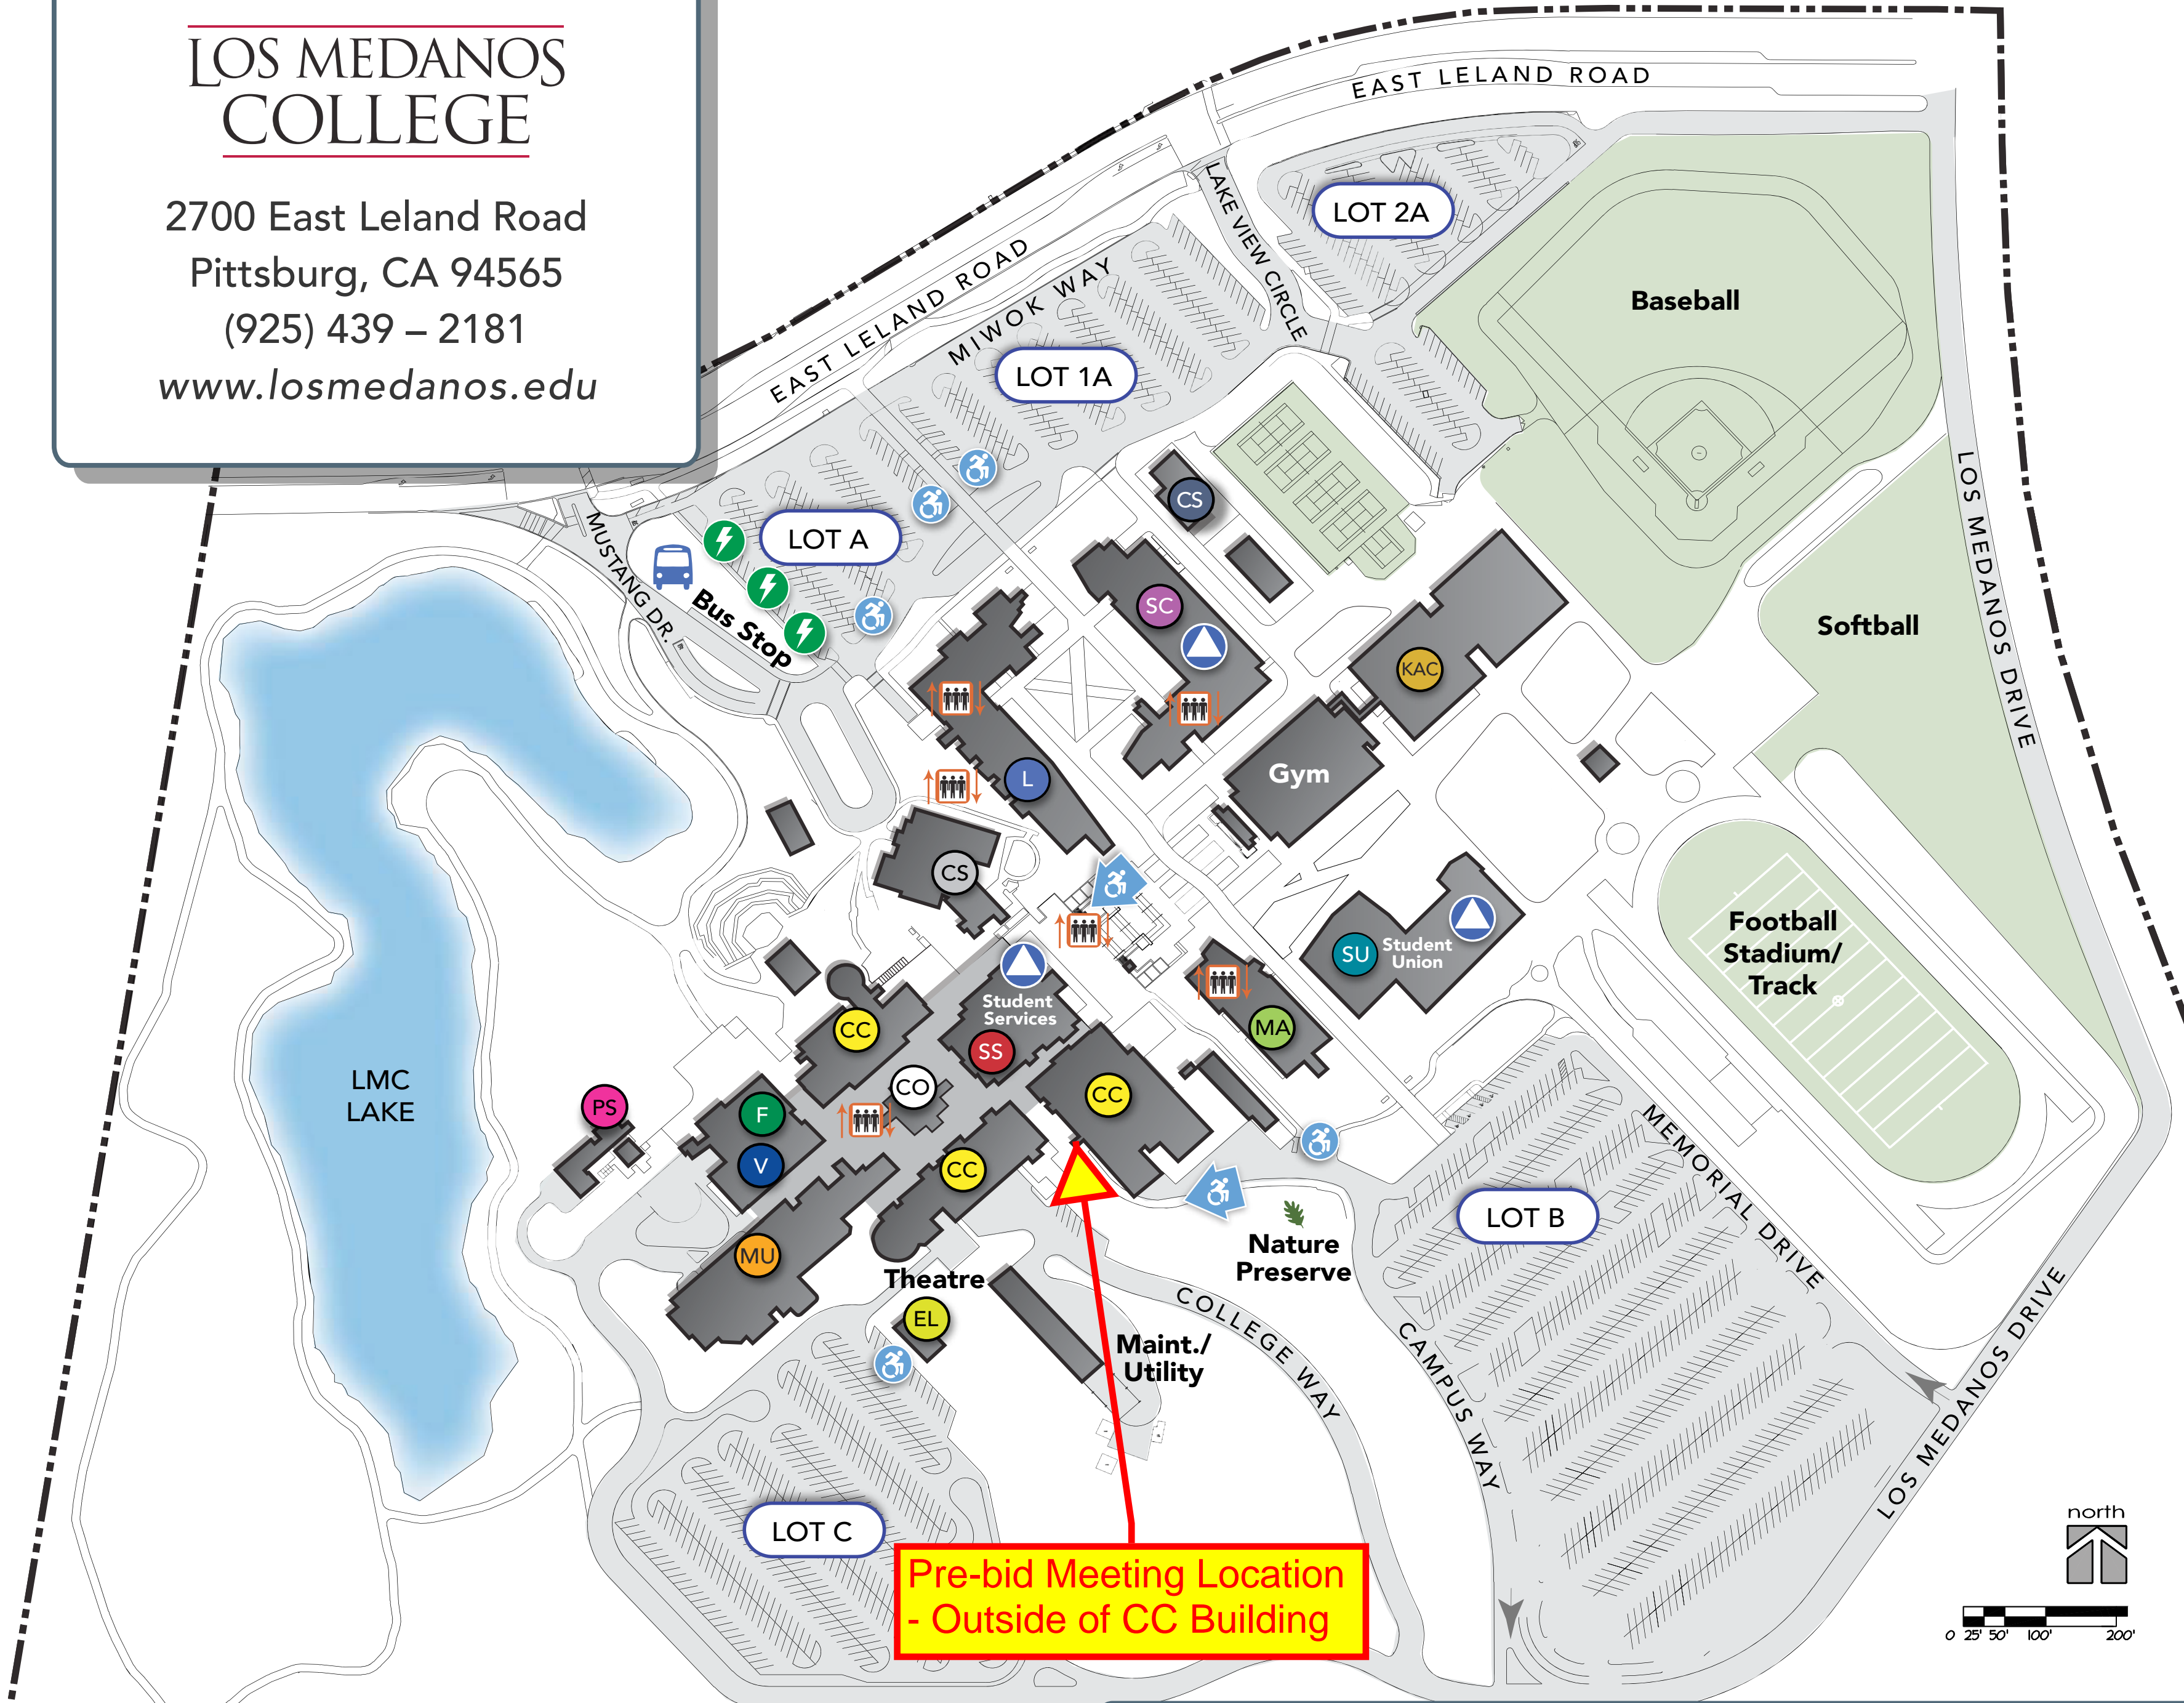 LOS MEDANOS
COLLEGE
2700 East Leland Road
Pittsburg, CA 94565
(925) 439 – 2181
www.losmedanos.edu
EAST LELAND ROAD
LAKE VIEW CIRCLE
LOT 2A
EAST LELAND ROAD
MIWOK WAY
LOT 1A
Baseball
LOS MEDANOS DRIVE
CS
LOT A
MUSTANG DR.
Bus Stop
SC
Softball
KAC
Gym
L
CS
Football
Stadium/
Track
SU
Student
Union
Student
Services
SS
MA
CC
CO
CC
LMC
LAKE
PS
F
V
CC
MU
Theatre
EL
Nature
Preserve
LOT B
MEMORIAL DRIVE
COLLEGE WAY
CAMPUS WAY
LOS MEDANOS DRIVE
Maint./
Utility
LOT C
Pre-bid Meeting Location
- Outside of CC Building
north
0 25' 50' 100' 200'